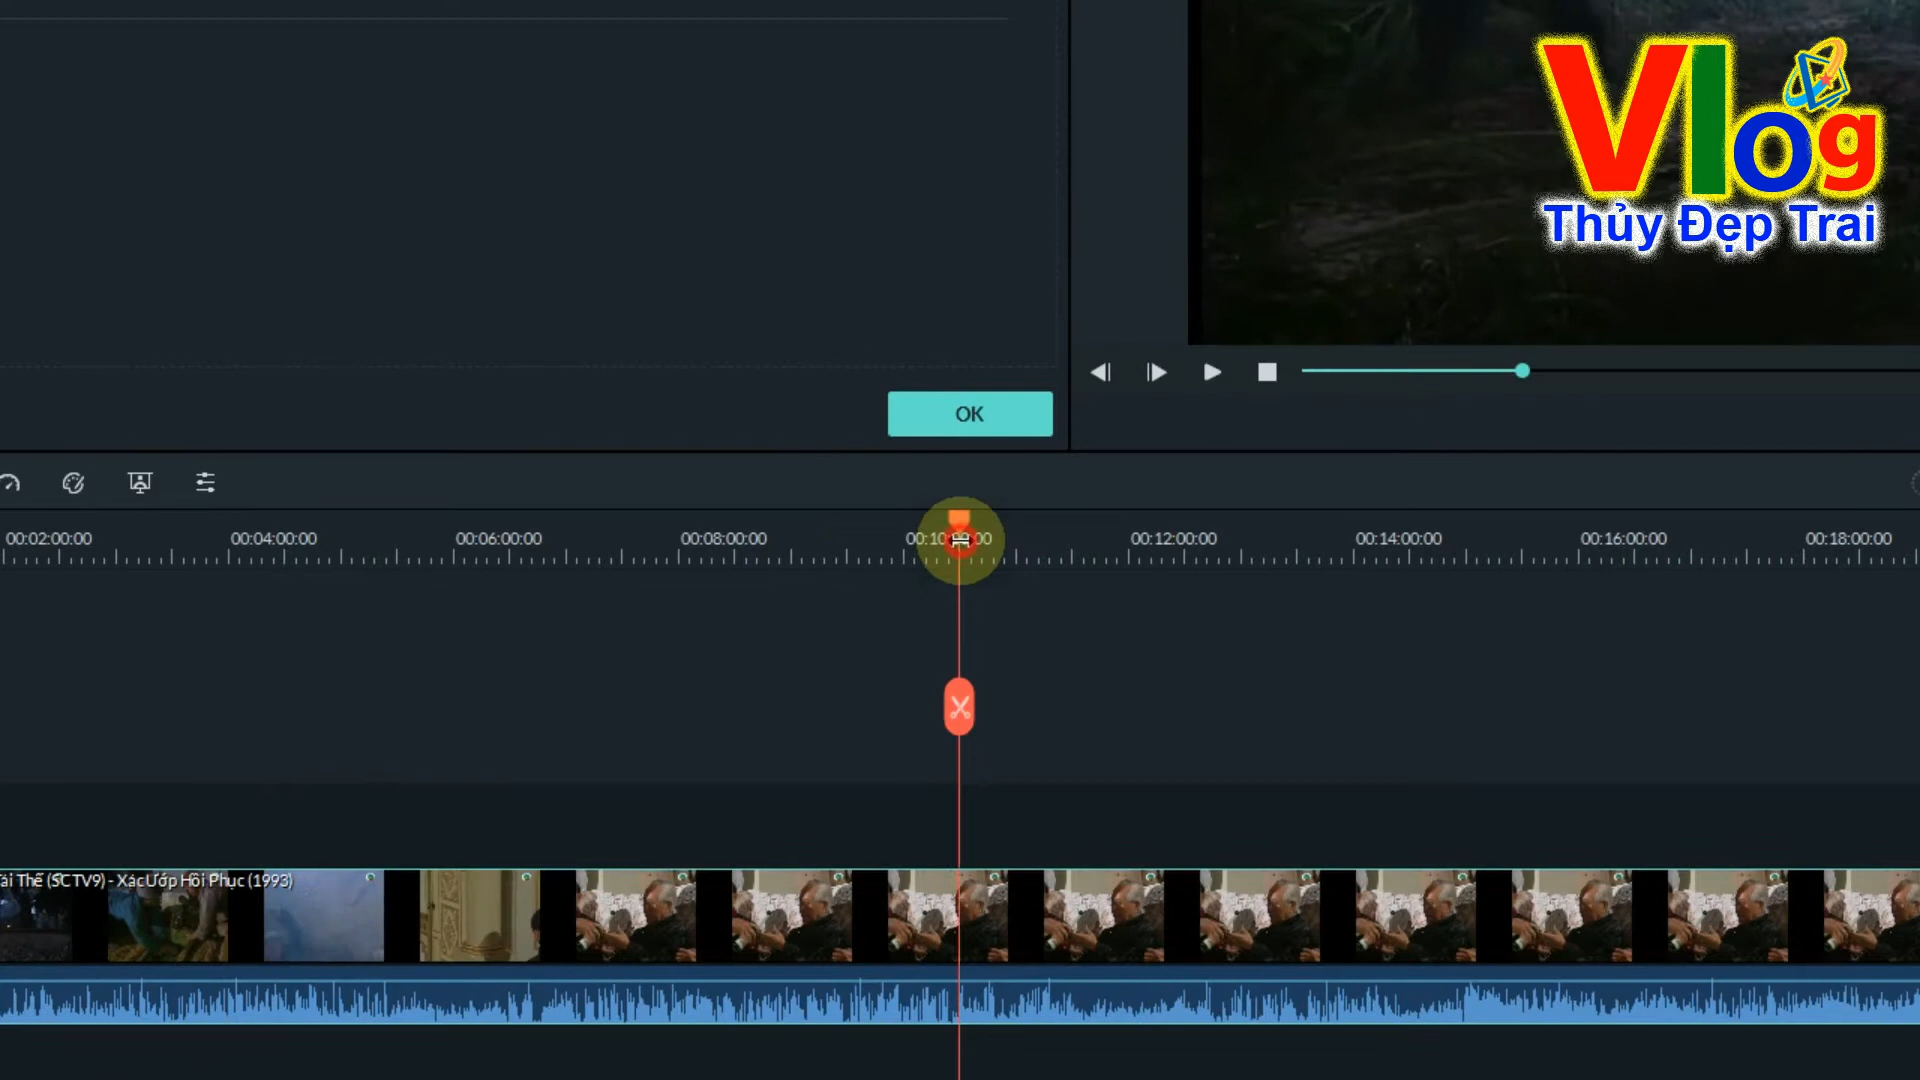 Vlog
Thủy Đẹp Trai
OK
00:02:00:00 00:04:00:00 00:06:00:00 00:08:00:00 00:12:00:00 00:14:00:00 00:16:00:00 00:18:00:00
Thế (SCTV9) - Xác Ướp Hồi Phục (1993)